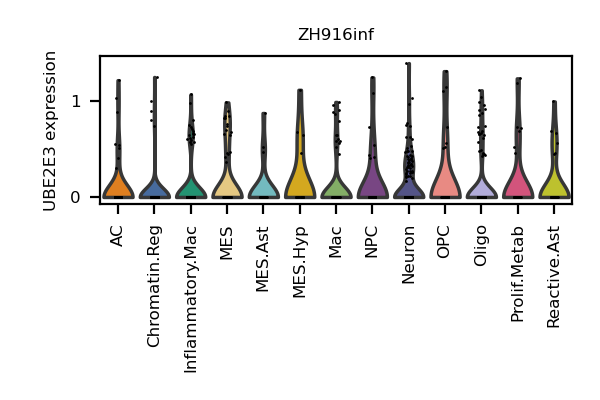 ZH916inf
UBE2E3 expression
1
0
AC
Chromatin.Reg
Inflammatory.Mac
MES
MES.Ast
MES.Hyp
Mac
NPC
Neuron
OPC
Oligo
Prolif.Metab
Reactive.Ast